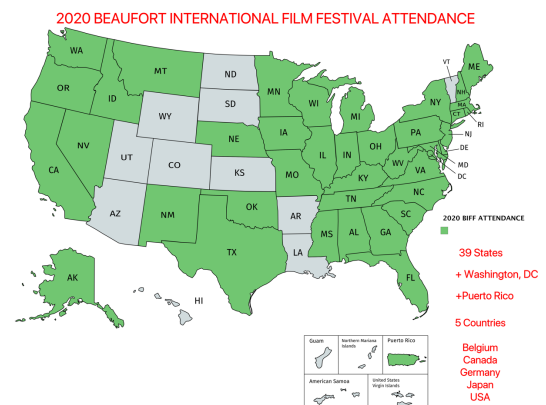 2020 BEAUFORT INTERNATIONAL FILM FESTIVAL ATTENDANCE
WA
MT
ND
MN
ME
VT
OR
ID
SD
WI
MI
NY
NH
MA
CT
RI
WY
NE
IA
PA
NJ
NV
UT
CO
IL
IN
OH
DE
WV
MD
VA
DC
CA
KS
MO
KY
NC
TN
AZ
NM
OK
AR
SC
MS
AL
GA
2020 BIFF ATTENDANCE
TX
LA
FL
39 States
+ Washington, DC
+Puerto Rico
AK
HI
5 Countries
Guam
Northern Mariana
Islands
Puerto Rico
American Samoa
United States
Virgin Islands
Belgium
Canada
Germany
Japan
USA